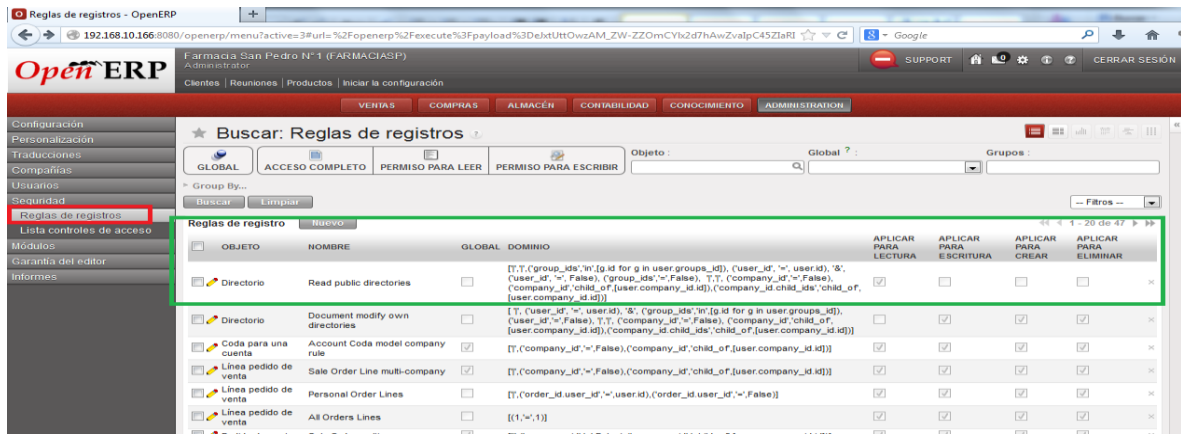 Reglas de registros - OpenERP
192.168.10.166:8080/openerp/menu?active=3#url=%2Fopenerp%2Fexecute%3Fpayload%3DeJxtUtOwzAM_ZW-ZZOmCYlx2d7hAwZvaIpC45ZIaRI
Google
Open ERP
Farmacia San Pedro N°1 (FARMACIASP)
Administrator
Clientes | Reuniones | Productos | Iniciar la configuración
SUPPORT
CERRAR SESIÓN
VENTAS COMPRAS ALMACÉN CONTABILIDAD CONOCIMIENTO ADMINISTRATION
Configuración
Personalización
Traducciones
Compañías
Usuarios
Seguridad
Reglas de registros
Lista controles de acceso
Módulos
Garantía del editor
Informes
Buscar: Reglas de registros ?
GLOBAL ACCESO COMPLETO PERMISO PARA LEER PERMISO PARA ESCRIBIR
Objeto : Global ? : Grupos :
Group By...
Buscar Limpiar
-- Filtros --
Reglas de registro Nuevo 1 - 20 de 47
OBJETO NOMBRE GLOBAL DOMINIO APLICAR PARA LECTURA APLICAR PARA ESCRITURA APLICAR PARA CREAR APLICAR PARA ELIMINAR
Directorio Read public directories
['|','|',('group_ids','in',[g.id for g in user.groups_id]), ('user_id', '=', user.id), '&',
('user_id', '=', False), ('group_ids','=',False), '|','|', ('company_id','=',False),
('company_id','child_of',[user.company_id.id]),('company_id.child_ids','child_of',
[user.company_id.id])]
Directorio Document modify own directories
['|', ('user_id', '=', user.id), '&', ('group_ids','in',[g.id for g in user.groups_id]),
('user_id','=',False), '|','|', ('company_id','=',False), ('company_id','child_of',
[user.company_id.id]),('company_id.child_ids','child_of',[user.company_id.id])]
Coda para una cuenta Account Coda model company rule ['|',('company_id','=',False),('company_id','child_of',[user.company_id.id])]
Línea pedido de venta Sale Order Line multi-company ['|',('company_id','=',False),('company_id','child_of',[user.company_id.id])]
Línea pedido de venta Personal Order Lines ['|',('order_id.user_id','=',user.id),('order_id.user_id','=',False)]
Línea pedido de venta All Orders Lines [(1,'=',1)]